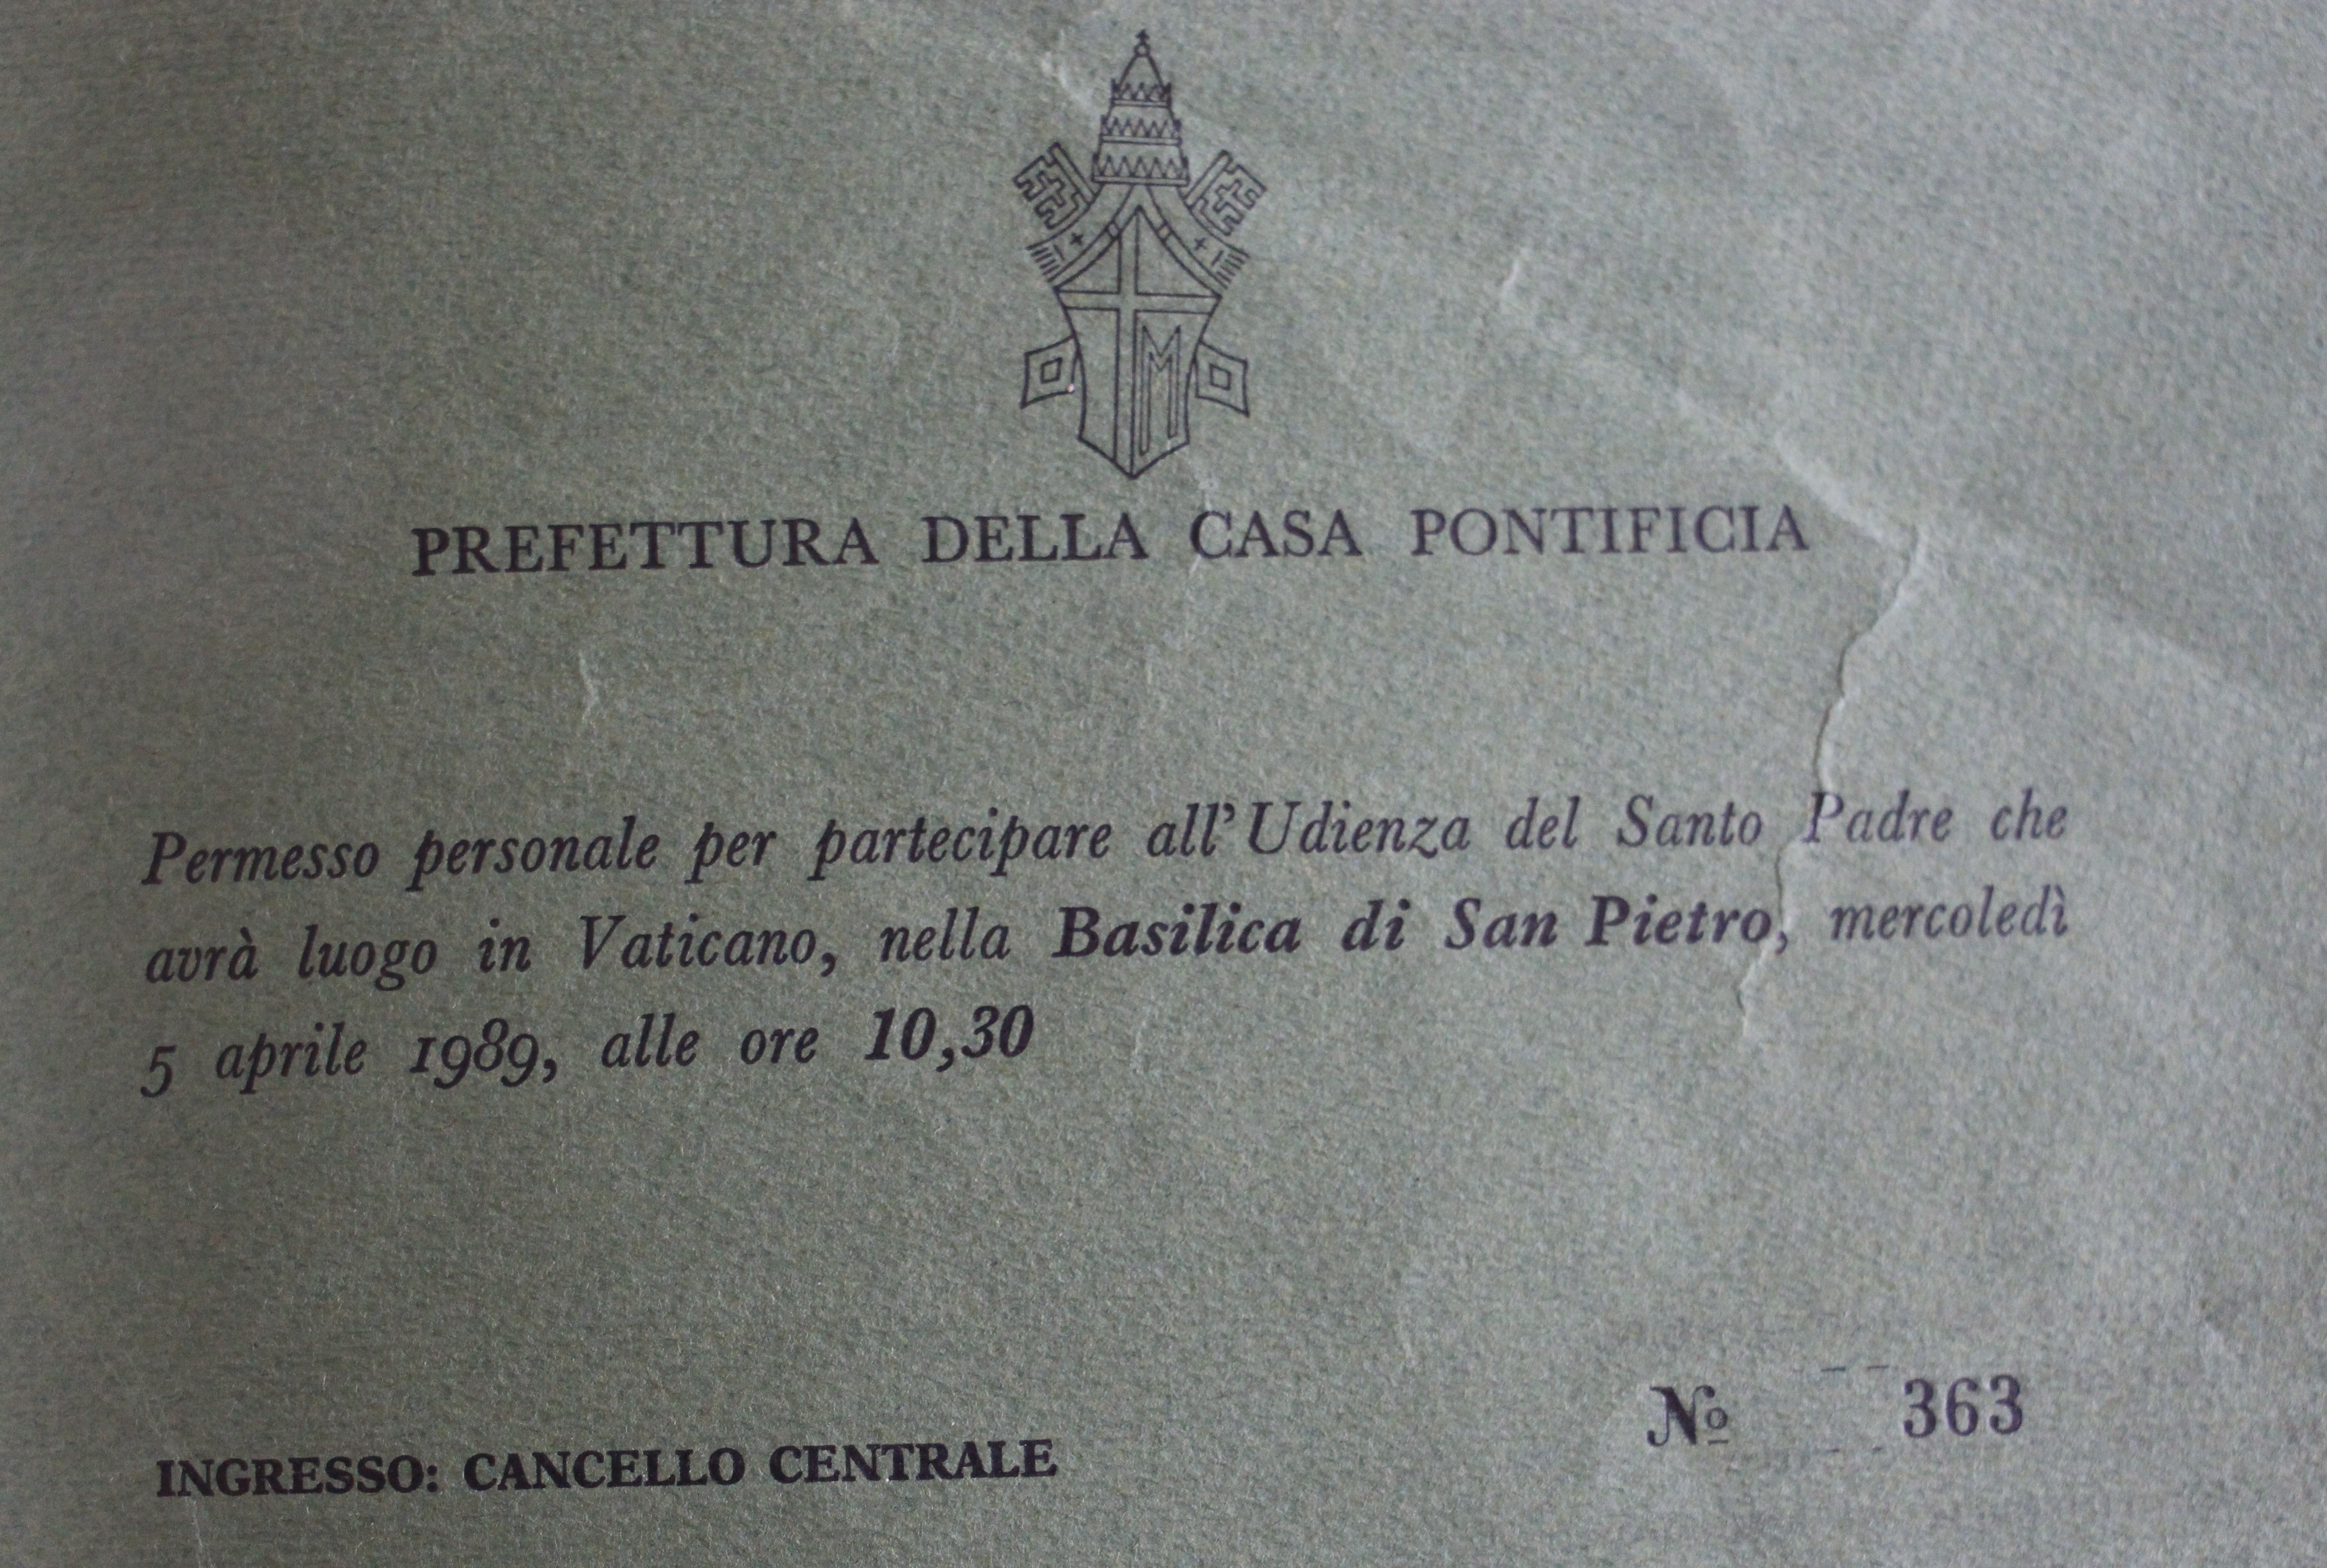 M
PREFETTURA DELLA CASA PONTIFICIA
Permesso personale per partecipare all'Udienza del Santo Padre che
avrà luogo in Vaticano, nella Basilica di San Pietro, mercoledì
5 aprile 1989, alle ore 10,30
Nº 363
INGRESSO: CANCELLO CENTRALE